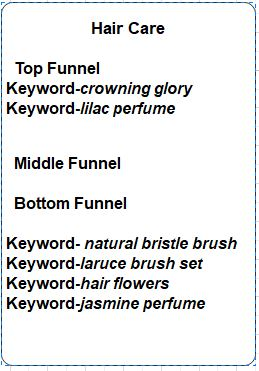 Hair Care
Top Funnel
Keyword-crowning glory
Keyword-lilac perfume
Middle Funnel
Bottom Funnel
Keyword- natural bristle brush
Keyword-laruce brush set
Keyword-hair flowers
Keyword-jasmine perfume